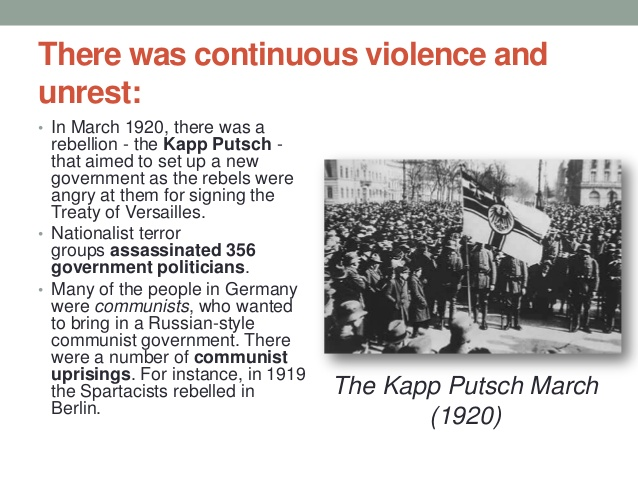 There was continuous violence and
unrest:
• In March 1920, there was a
rebellion - the Kapp Putsch -
that aimed to set up a new
government as the rebels were
angry at them for signing the
Treaty of Versailles.
• Nationalist terror
groups assassinated 356
government politicians.
• Many of the people in Germany
were communists, who wanted
to bring in a Russian-style
communist government. There
were a number of communist
uprisings. For instance, in 1919
the Spartacists rebelled in
Berlin.
The Kapp Putsch March
(1920)